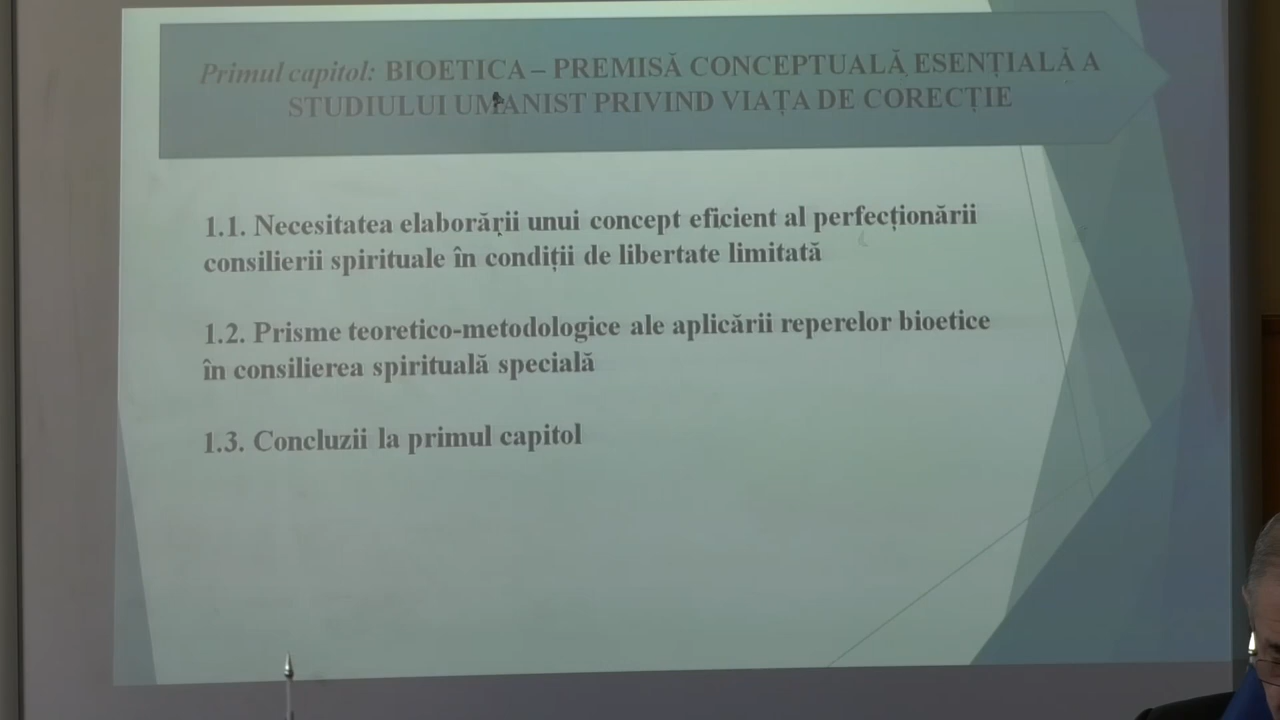 Primul capitol: BIOETICA – PREMISĂ CONCEPTUALĂ ESENȚIALĂ A
STUDIULUI UMANIST PRIVIND VIAȚA DE CORECȚIE
1.1. Necesitatea elaborării unui concept eficient al perfecționării
consilierii spirituale în condiții de libertate limitată
1.2. Prisme teoretico-metodologice ale aplicării reperelor bioetice
în consilierea spirituală specială
1.3. Concluzii la primul capitol